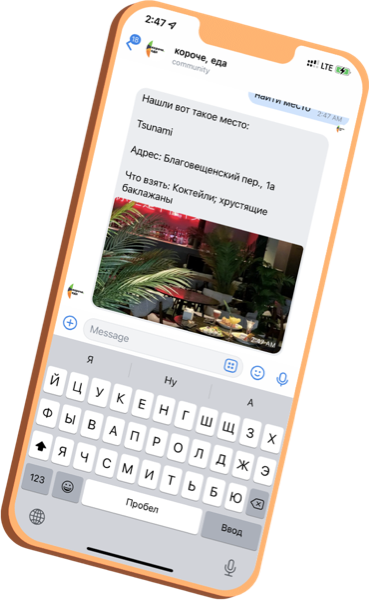 2:47
LTE
18
короче, еда
community
найти место
2:47 AM
Нашли вот такое место:
Tsunami
Адрес: Благовещенский пер., 1а
Что взять: Коктейли; хрустящие
баклажаны
2:47 AM
Message
Я Ну А
Й Ц У К Е Н Г Ш Щ З Х
Ф Ы В А П Р О Л Д Ж Э
Я Ч С М И Т Ь Б Ю
123 Пробел Ввод